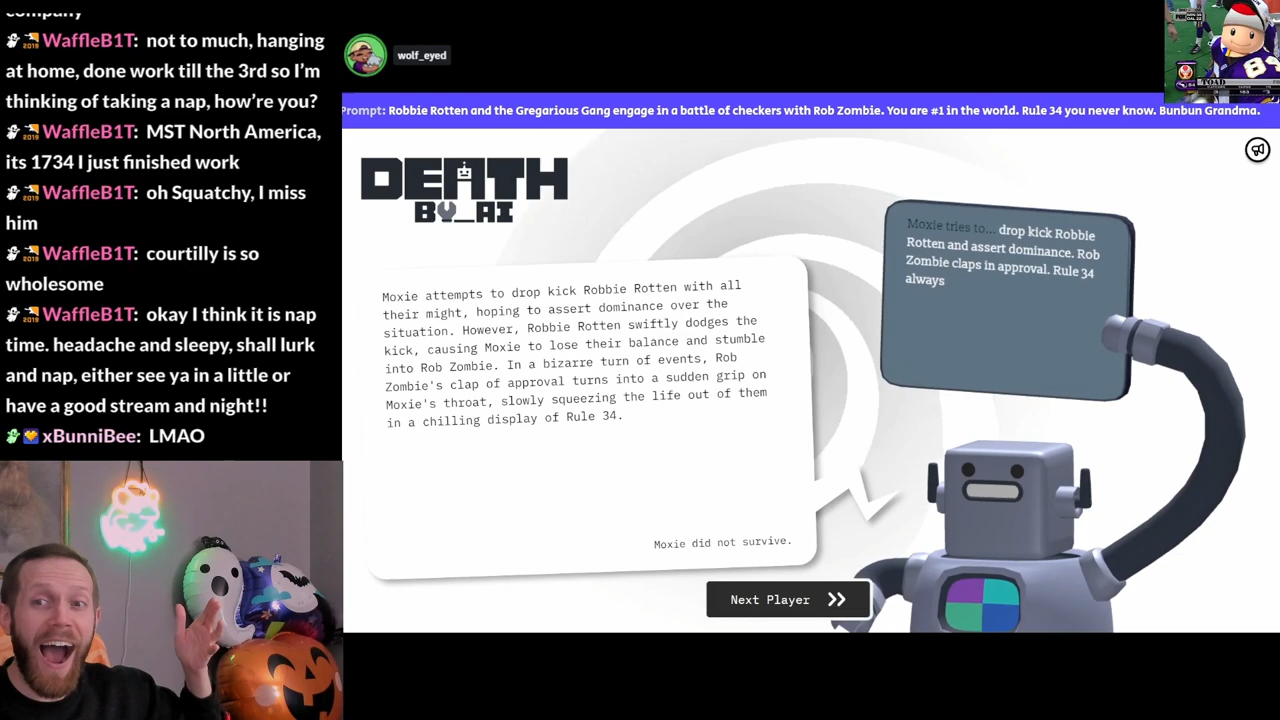 company
WaffleB1T: not to much, hanging
at home, done work till the 3rd so I'm
thinking of taking a nap, how're you?
WaffleB1T: MST North America,
its 1734 I just finished work
WaffleB1T: oh Squatchy, I miss
him
WaffleB1T: courtilly is so
wholesome
WaffleB1T: okay I think it is nap
time. headache and sleepy, shall lurk
and nap, either see ya in a little or
have a good stream and night!!
xBunniBee: LMAO
wolf_eyed
Prompt: Robbie Rotten and the Gregarious Gang engage in a battle of checkers with Rob Zombie. You are #1 in the world. Rule 34 you never know. Bunbun Grandma.
DEATH
BY_AI
Moxie tries to... drop kick Robbie
Rotten and assert dominance. Rob
Zombie claps in approval. Rule 34
always
Moxie attempts to drop kick Robbie Rotten with all
their might, hoping to assert dominance over the
situation. However, Robbie Rotten swiftly dodges the
kick, causing Moxie to lose their balance and stumble
into Rob Zombie. In a bizarre turn of events, Rob
Zombie's clap of approval turns into a sudden grip on
Moxie's throat, slowly squeezing the life out of them
in a chilling display of Rule 34.
Moxie did not survive.
Next Player
TOAD